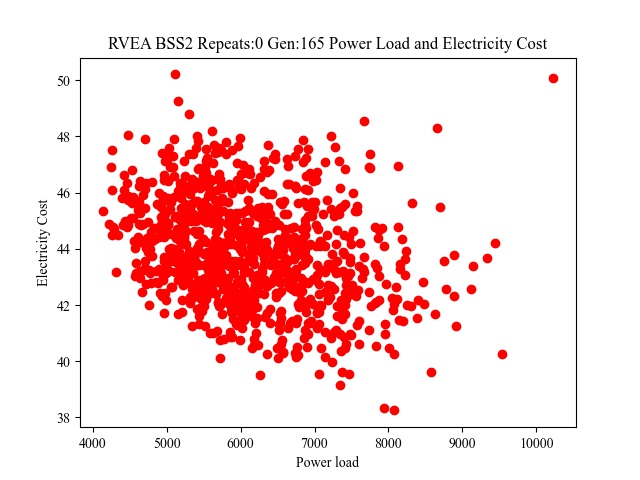 RVEA BSS2 Repeats:0 Gen:165 Power Load and Electricity Cost
50
48
46
44
42
40
38
Electricity Cost
4000 5000 6000 7000 8000 9000 10000
Power load